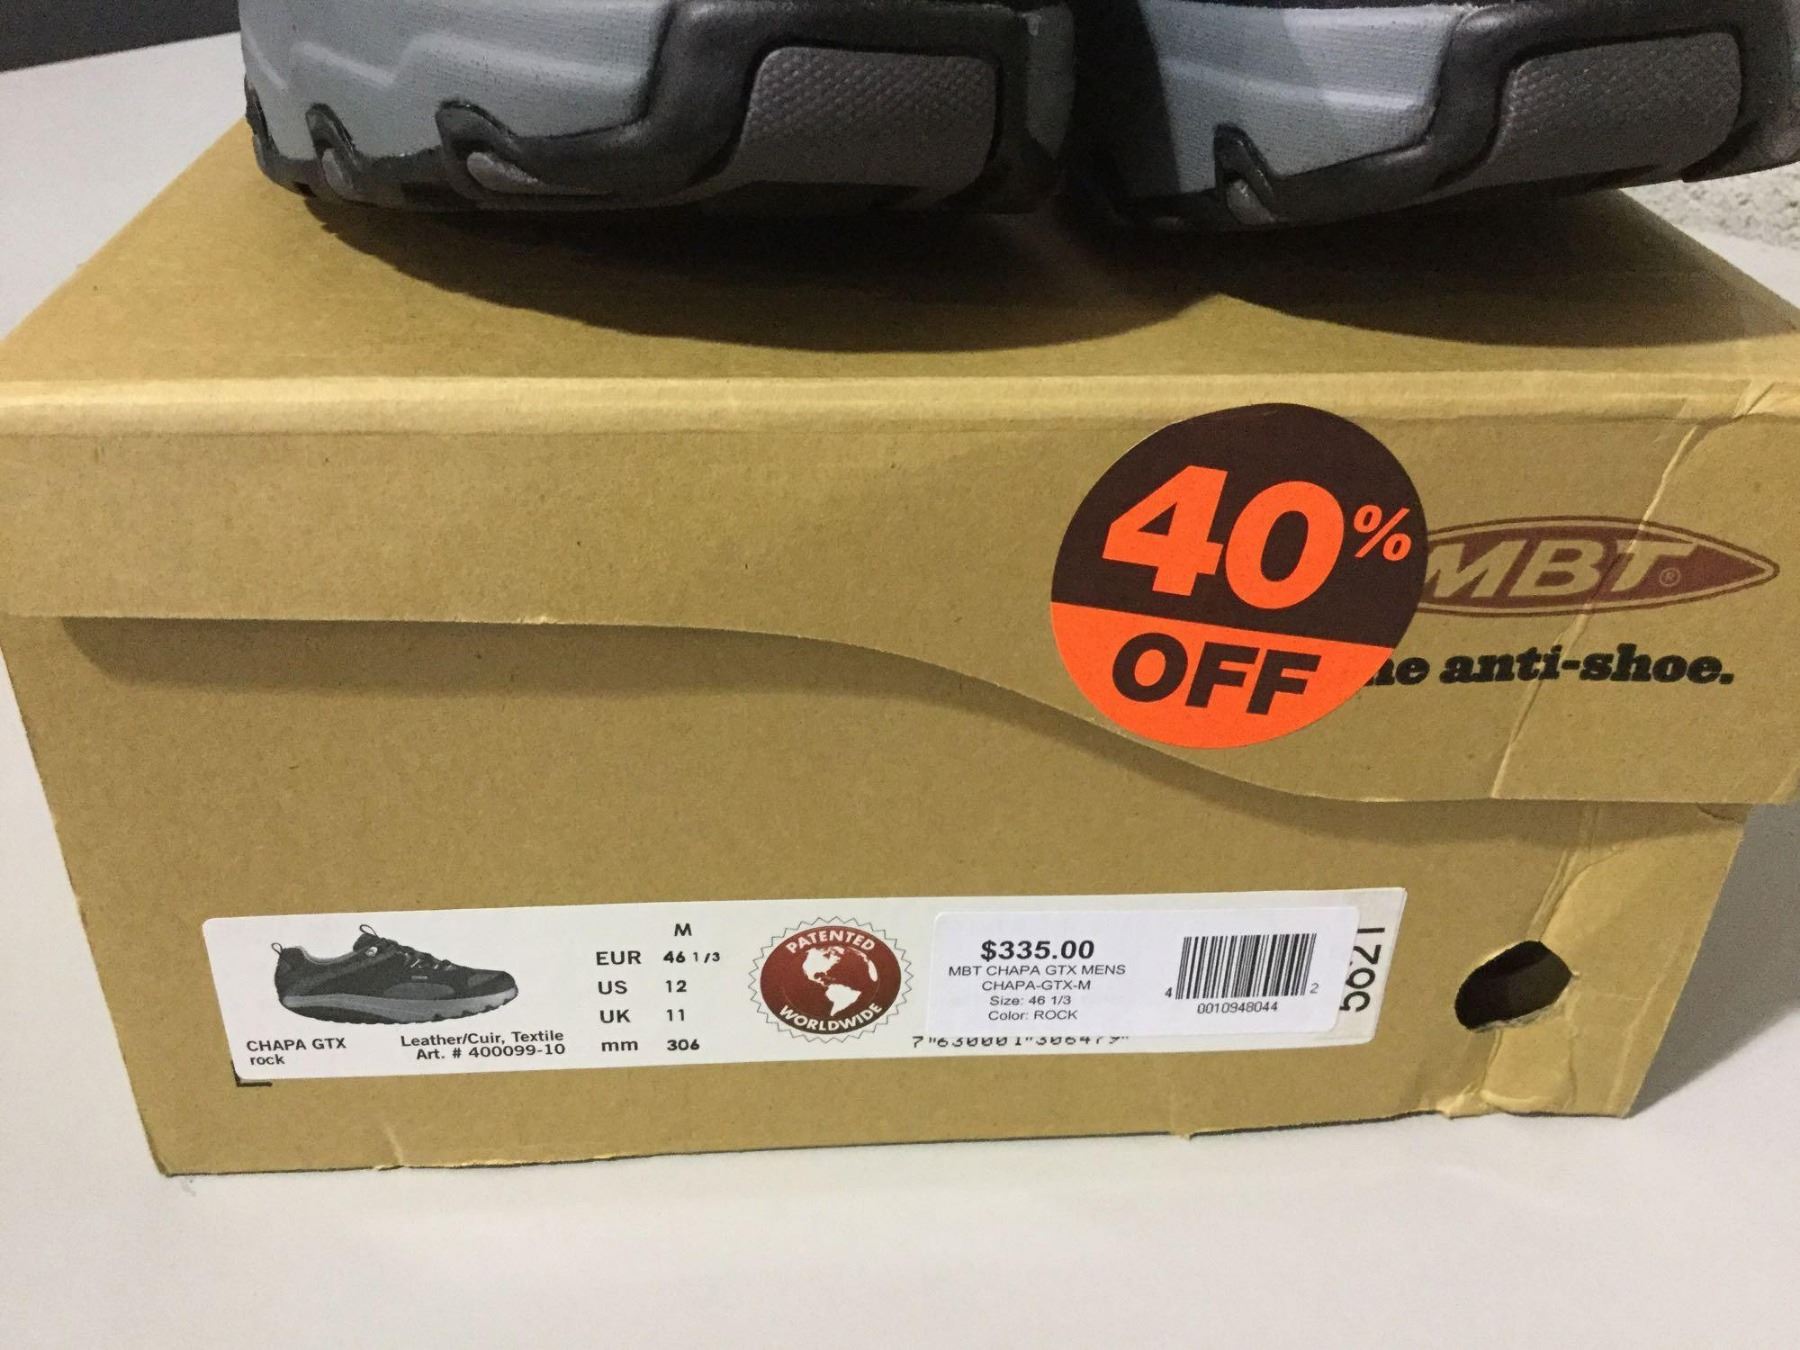 40%
OFF
MBT®
anti-shoe.
CHAPA GTX
rock
Leather/Cuir, Textile
Art. # 400099-10
M
EUR 46 1/3
US 12
UK 11
mm 306
PATENTED
WORLDWIDE
$335.00
MBT CHAPA GTX MENS
CHAPA-GTX-M
Size: 46 1/3
Color: ROCK
4 0010948044 2